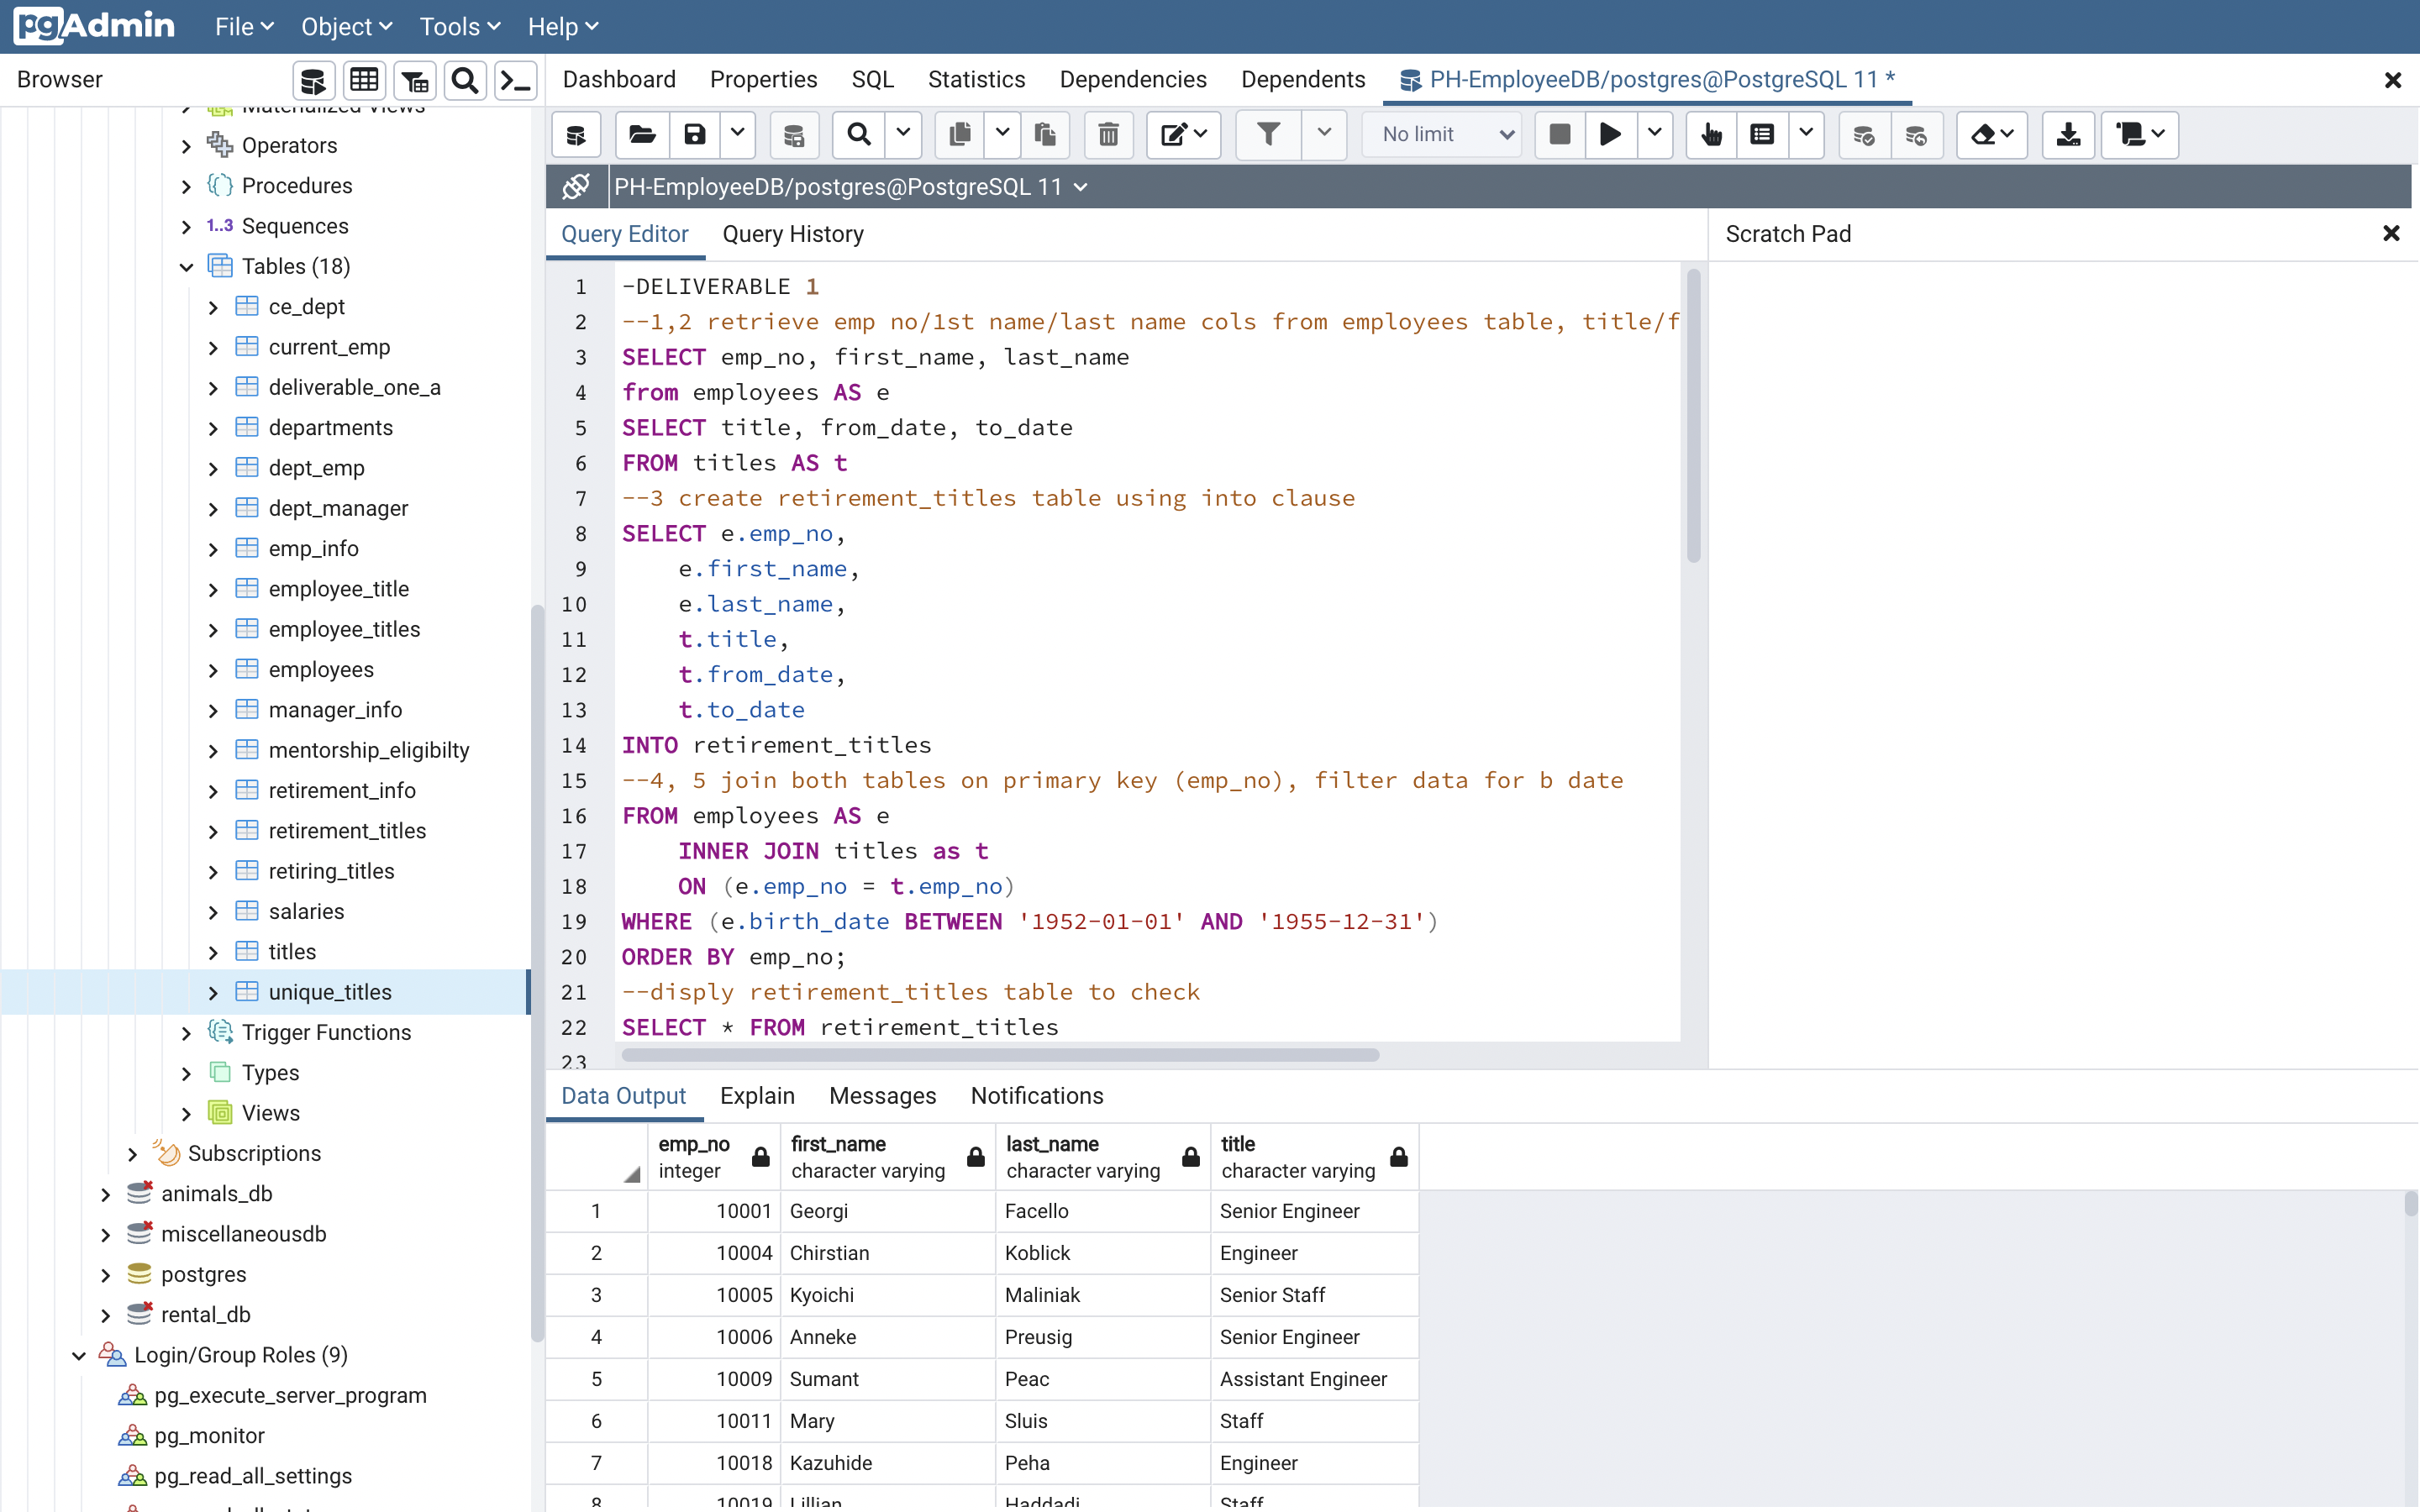 pgAdmin File Object Tools Help
Browser
Dashboard Properties SQL Statistics Dependencies Dependents PH-EmployeeDB/postgres@PostgreSQL 11 *
Materialized Views
Operators
Procedures
1..3 Sequences
Tables (18)
ce_dept
current_emp
deliverable_one_a
departments
dept_emp
dept_manager
emp_info
employee_title
employee_titles
employees
manager_info
mentorship_eligibilty
retirement_info
retirement_titles
retiring_titles
salaries
titles
unique_titles
Trigger Functions
Types
Views
Subscriptions
animals_db
miscellaneousdb
postgres
rental_db
Login/Group Roles (9)
pg_execute_server_program
pg_monitor
pg_read_all_settings
No limit
PH-EmployeeDB/postgres@PostgreSQL 11
Query Editor Query History
Scratch Pad
1 -DELIVERABLE 1
2 --1,2 retrieve emp no/1st name/last name cols from employees table, title/f
3 SELECT emp_no, first_name, last_name
4 from employees AS e
5 SELECT title, from_date, to_date
6 FROM titles AS t
7 --3 create retirement_titles table using into clause
8 SELECT e.emp_no,
9 e.first_name,
10 e.last_name,
11 t.title,
12 t.from_date,
13 t.to_date
14 INTO retirement_titles
15 --4, 5 join both tables on primary key (emp_no), filter data for b date
16 FROM employees AS e
17 INNER JOIN titles as t
18 ON (e.emp_no = t.emp_no)
19 WHERE (e.birth_date BETWEEN '1952-01-01' AND '1955-12-31')
20 ORDER BY emp_no;
21 --disply retirement_titles table to check
22 SELECT * FROM retirement_titles
23
Data Output Explain Messages Notifications
emp_no first_name last_name title
integer character varying character varying character varying
1 10001 Georgi Facello Senior Engineer
2 10004 Chirstian Koblick Engineer
3 10005 Kyoichi Maliniak Senior Staff
4 10006 Anneke Preusig Senior Engineer
5 10009 Sumant Peac Assistant Engineer
6 10011 Mary Sluis Staff
7 10018 Kazuhide Peha Engineer
8 10019 Lillian Haddadi Staff